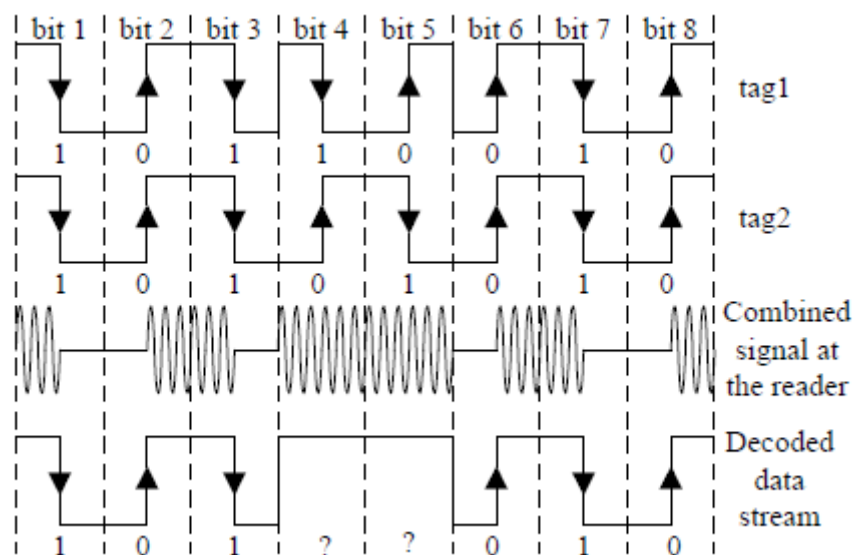 bit 1 bit 2 bit 3 bit 4 bit 5 bit 6 bit 7 bit 8
tag1
1 0 1 1 0 0 1 0
tag2
1 0 1 0 1 0 1 0
Combined
signal at
the reader
Decoded
data
stream
1 0 1 ? ? 0 1 0